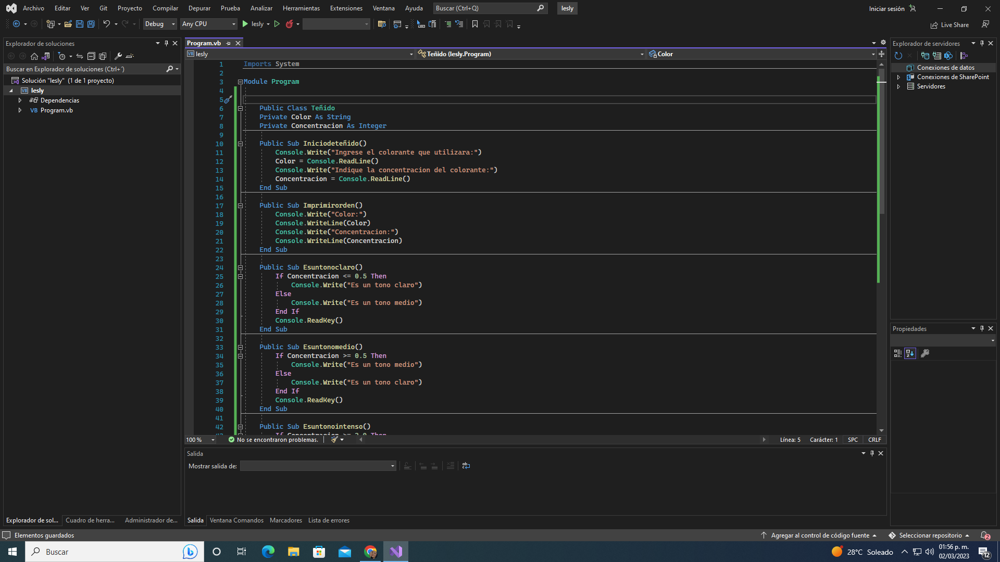 Archivo Editar Ver Git Proyecto Compilar Depurar Prueba Analizar Herramientas Extensiones Ventana Ayuda Buscar (Ctrl+Q) lesly Iniciar sesión
Debug Any CPU lesly Live Share
Explorador de soluciones
Buscar en Explorador de soluciones (Ctrl+´)
Solución "lesly" (1 de 1 proyecto)
VB lesly
Dependencias
VB Program.vb
Program.vb
VB lesly Teñido (lesly.Program) Color
1 Imports System
2
3 Module Program
4
5
6 Public Class Teñido
7 Private Color As String
8 Private Concentracion As Integer
9
10 Public Sub Iniciodeteñido()
11 Console.Write("Ingrese el colorante que utilizara:")
12 Color = Console.ReadLine()
13 Console.Write("Indique la concentracion del colorante:")
14 Concentracion = Console.ReadLine()
15 End Sub
16
17 Public Sub Imprimirorden()
18 Console.Write("Color:")
19 Console.WriteLine(Color)
20 Console.Write("Concentracion:")
21 Console.WriteLine(Concentracion)
22 End Sub
23
24 Public Sub Esuntonoclaro()
25 If Concentracion <= 0.5 Then
26 Console.Write("Es un tono claro")
27 Else
28 Console.Write("Es un tono medio")
29 End If
30 Console.ReadKey()
31 End Sub
32
33 Public Sub Esuntonomedio()
34 If Concentracion >= 0.5 Then
35 Console.Write("Es un tono medio")
36 Else
37 Console.Write("Es un tono claro")
38 End If
39 Console.ReadKey()
40 End Sub
41
42 Public Sub Esuntonointenso()
100 % No se encontraron problemas. Línea: 5 Carácter: 1 SPC CRLF
Salida
Mostrar salida de:
Explorador de sol... Cuadro de herra... Administrador de...
Salida Ventana Comandos Marcadores Lista de errores
Explorador de servidores
Conexiones de datos
Conexiones de SharePoint
Servidores
Propiedades
Elementos guardados Agregar al control de código fuente Seleccionar repositorio 2
Buscar 28°C Soleado 01:56 p. m.
02/03/2023 12